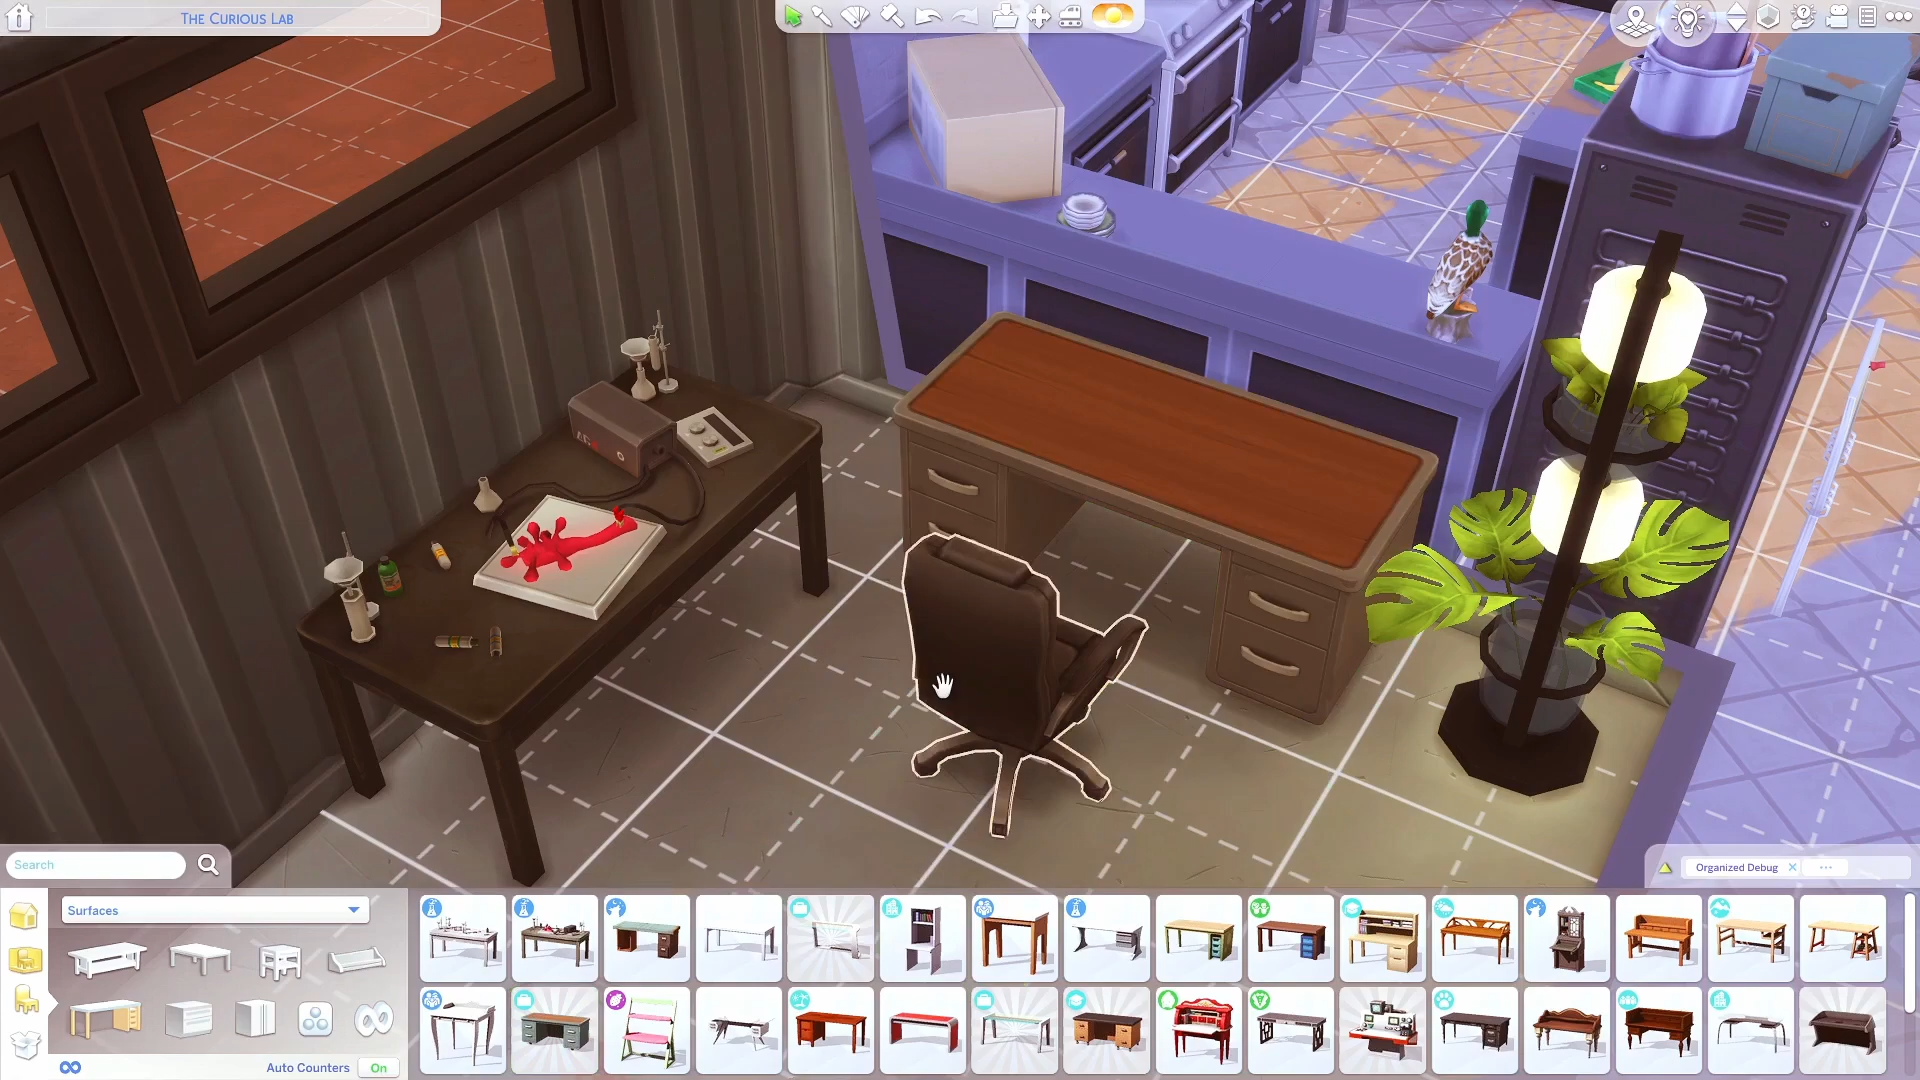 The Curious Lab
Search
Organized Debug
Surfaces
Auto Counters
On